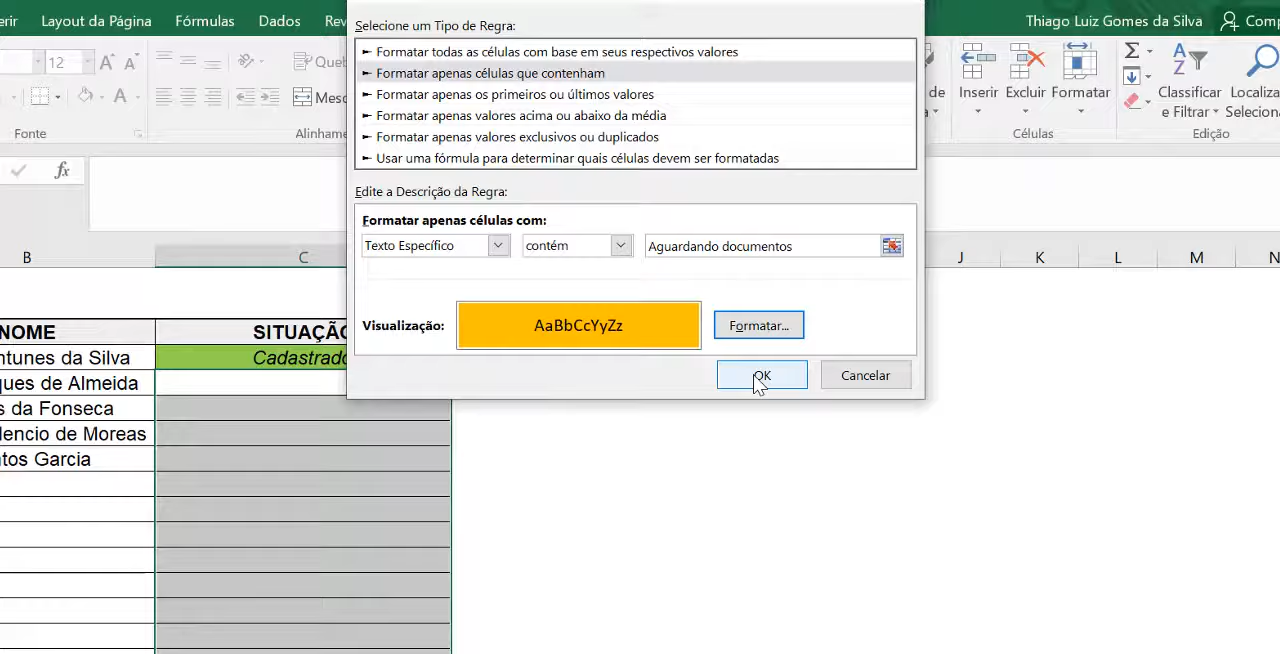 erir Layout da Página Fórmulas Dados Rev
Thiago Luiz Gomes da Silva Comp
12 A A
Queb
Mesc
Fonte
Alinhame
de
Inserir Excluir Formatar
Classificar
e Filtrar
Localiza
Selecion
Células
Edição
fx
Selecione um Tipo de Regra:
► Formatar todas as células com base em seus respectivos valores
► Formatar apenas células que contenham
► Formatar apenas os primeiros ou últimos valores
► Formatar apenas valores acima ou abaixo da média
► Formatar apenas valores exclusivos ou duplicados
► Usar uma fórmula para determinar quais células devem ser formatadas
Edite a Descrição da Regra:
Formatar apenas células com:
Texto Específico contém Aguardando documentos
Visualização: AaBbCcYyZz Formatar...
OK Cancelar
B C J K L M N
NOME SITUAÇÃ
ntunes da Silva Cadastrado
ques de Almeida
s da Fonseca
lencio de Moreas
tos Garcia